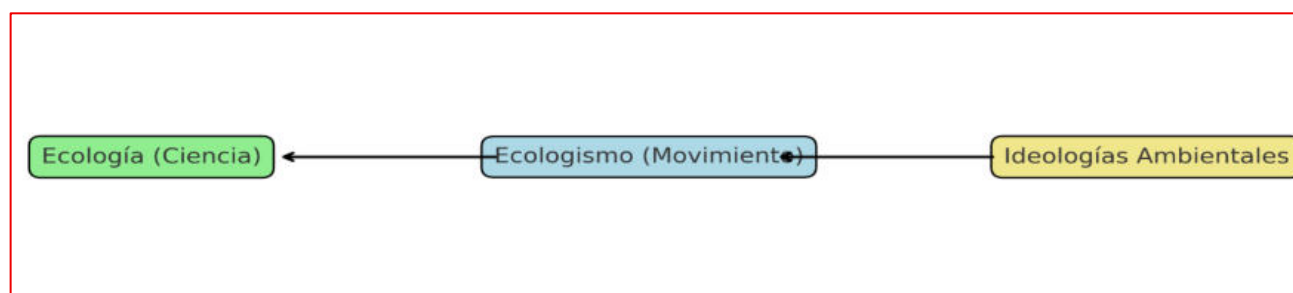 Ecología (Ciencia)
Ecologismo (Movimiento)
Ideologías Ambientales